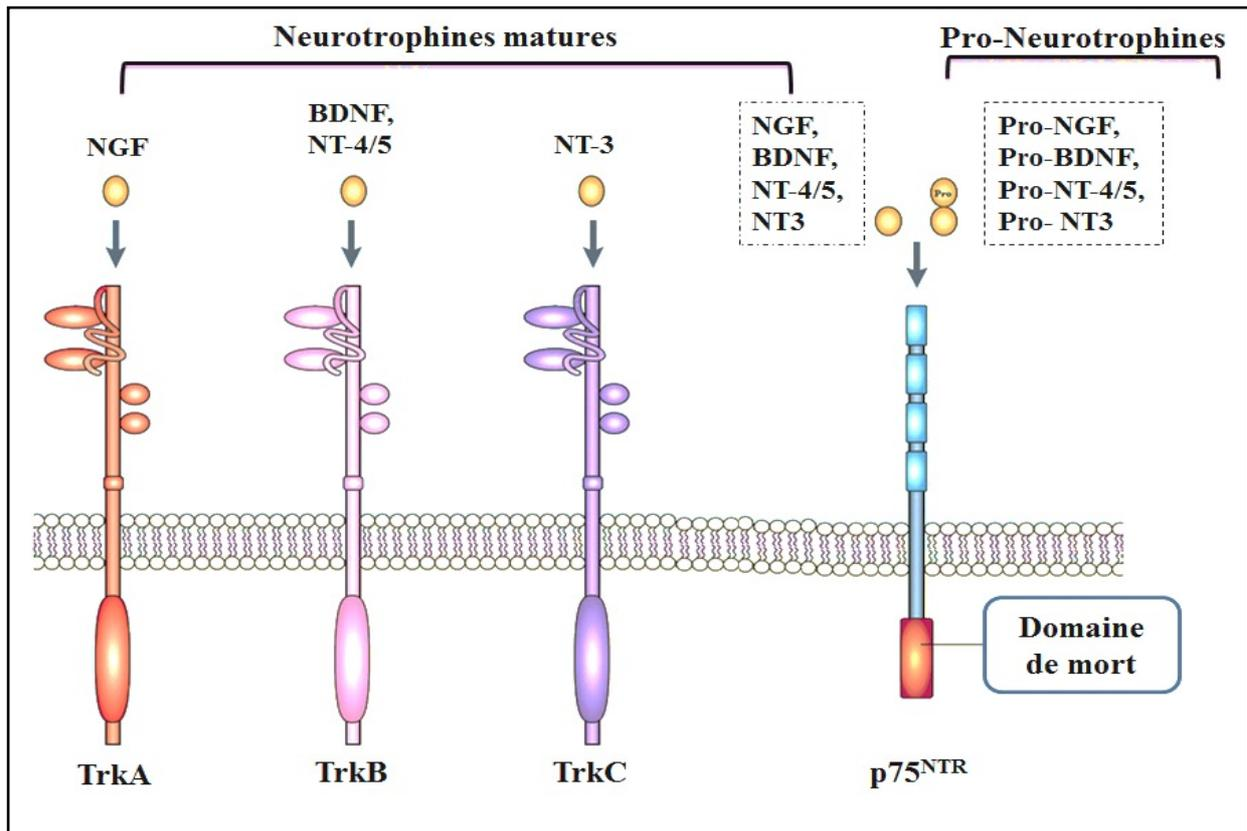 Neurotrophines matures
Pro-Neurotrophines
NGF
BDNF,
NT-4/5
NT-3
NGF,
BDNF,
NT-4/5,
NT3
Pro
Pro-NGF,
Pro-BDNF,
Pro-NT-4/5,
Pro- NT3
Domaine
de mort
TrkA
TrkB
TrkC
p75NTR